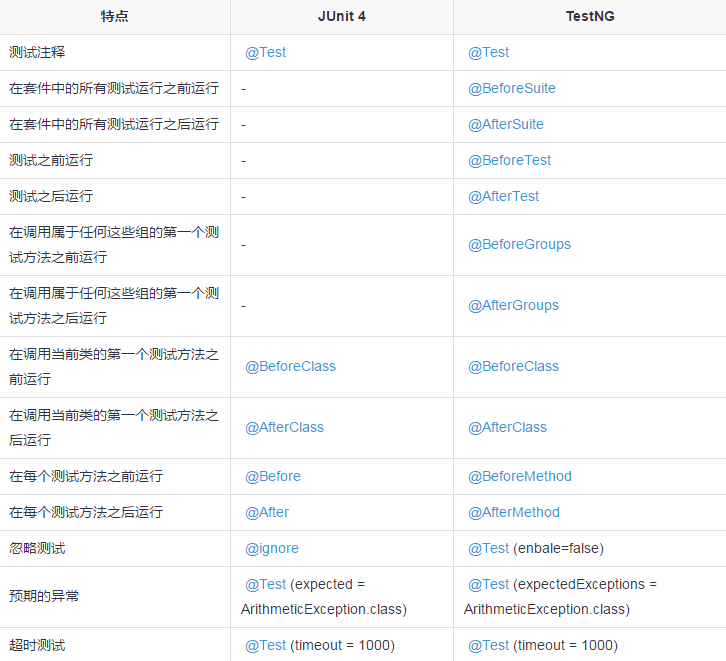 特点 JUnit 4 TestNG
测试注释 @Test @Test
在套件中的所有测试运行之前运行 - @BeforeSuite
在套件中的所有测试运行之后运行 - @AfterSuite
测试之前运行 - @BeforeTest
测试之后运行 - @AfterTest
在调用属于任何这些组的第一个测
试方法之前运行
- @BeforeGroups
在调用属于任何这些组的第一个测
试方法之后运行
- @AfterGroups
在调用当前类的第一个测试方法之
前运行
@BeforeClass @BeforeClass
在调用当前类的第一个测试方法之
后运行
@AfterClass @AfterClass
在每个测试方法之前运行 @Before @BeforeMethod
在每个测试方法之后运行 @After @AfterMethod
忽略测试 @ignore @Test (enbale=false)
预期的异常
@Test (expected =
ArithmeticException.class)
@Test (expectedExceptions =
ArithmeticException.class)
超时测试 @Test (timeout = 1000) @Test (timeout = 1000)